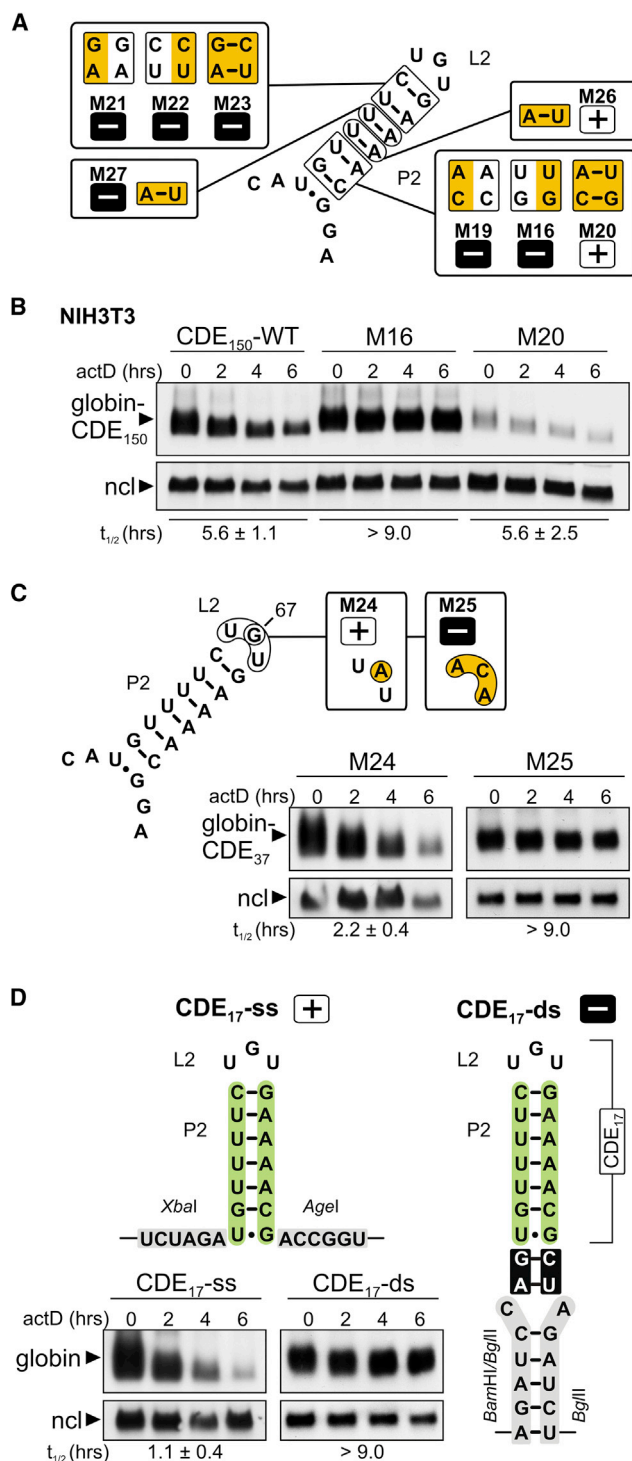 A
G G C C G–C
A A U U A–U
M21 M22 M23
– – –
M27
–
A–U
L2
U G U
C G
U A
U A
U A
U A
G C
C A U • G G A
P2
A–U
M26
+
A A U U A–U
C C G G C–G
M19 M16 M20
– – +
B NIH3T3
CDE150-WT M16 M20
actD (hrs) 0 2 4 6 0 2 4 6 0 2 4 6
globin-
CDE150
ncl
t1/2 (hrs) 5.6 ± 1.1 > 9.0 5.6 ± 2.5
C
L2 67
U G U
P2
C G
U A
U A
U A
U A
G C
C A U • G G A
M24 M25
+ –
U A U A C A
M24 M25
actD (hrs) 0 2 4 6 0 2 4 6
globin-
CDE37
ncl
t1/2 (hrs) 2.2 ± 0.4 > 9.0
D
CDE17-ss + CDE17-ds –
L2 U G U U G U
P2 C–G C–G
L2
P2
U–A U–A
U–A U–A
U–A U–A
U–A U–A
G–C G–C
U•G U•G
CDE17
XbaI AgeI
UCUAGA ACCGGU
G–C
A–U
C A
C–G
U–A
A–U
G–C
A–U
BamHI/BglII
BglII
CDE17-ss CDE17-ds
actD (hrs) 0 2 4 6 0 2 4 6
globin
ncl
t1/2 (hrs) 1.1 ± 0.4 > 9.0